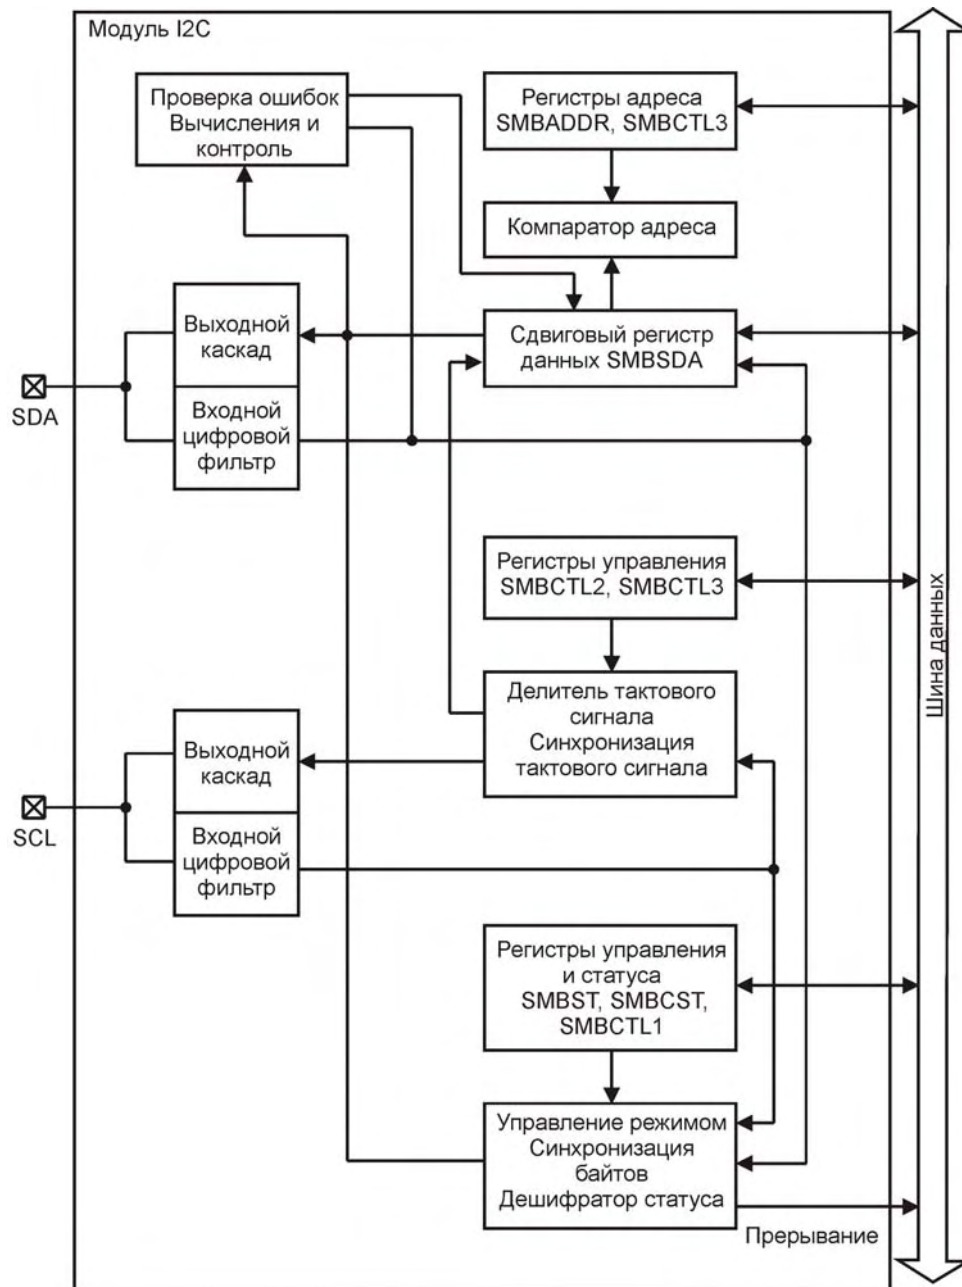 Модуль I2C
Проверка ошибок
Вычисления и
контроль
Регистры адреса
SMBADDR, SMBCTL3
Компаратор адреса
Выходной
каскад
Сдвиговый регистр
данных SMBSDA
SDA
Входной
цифровой
фильтр
Регистры управления
SMBCTL2, SMBCTL3
Шина данных
Делитель тактового
сигнала
Синхронизация
тактового сигнала
Выходной
каскад
SCL
Входной
цифровой
фильтр
Регистры управления
и статуса
SMBST, SMBCST,
SMBCTL1
Управление режимом
Синхронизация
байтов
Дешифратор статуса
Прерывание